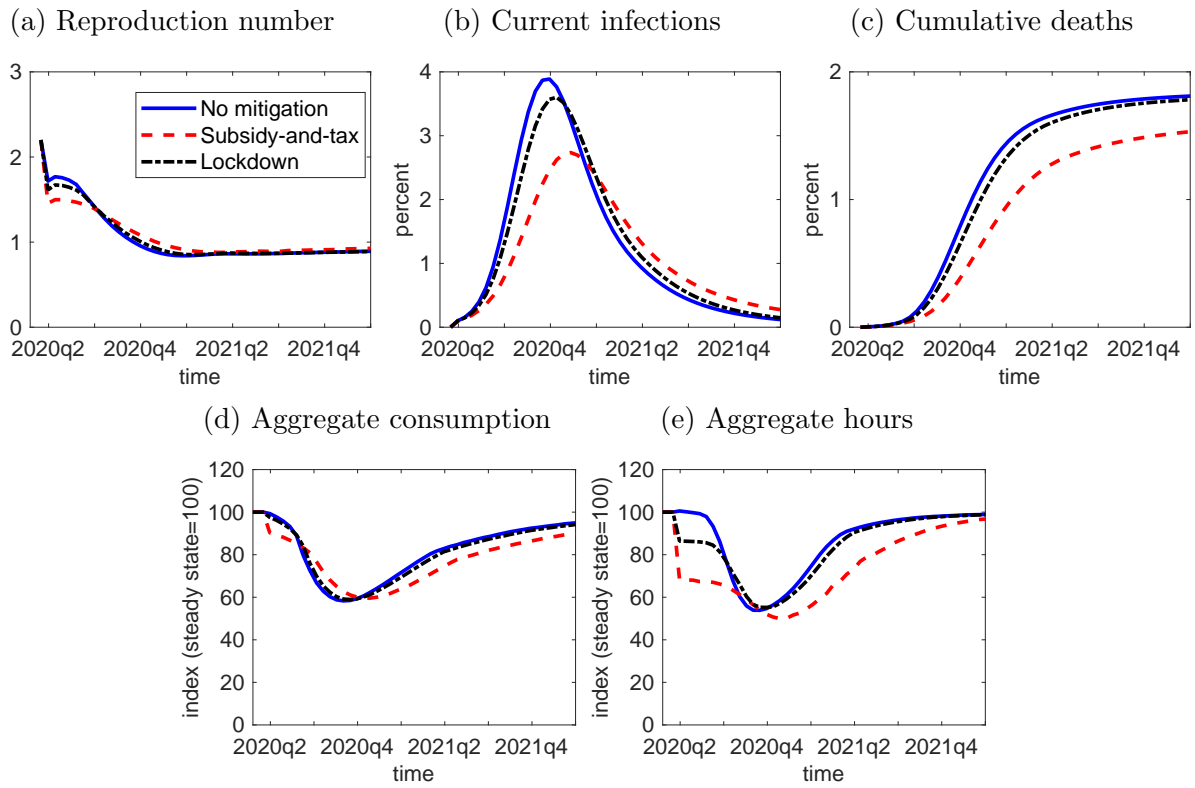 (a) Reproduction number
(b) Current infections
(c) Cumulative deaths
3
2
1
0
No mitigation
Subsidy-and-tax
Lockdown
2020q2 2020q4 2021q2 2021q4
time
percent
4
3
2
1
0
2020q2 2020q4 2021q2 2021q4
time
percent
2
1
0
2020q2 2020q4 2021q2 2021q4
time
(d) Aggregate consumption
(e) Aggregate hours
index (steady state=100)
120
100
80
60
40
20
0
2020q2 2020q4 2021q2 2021q4
time
index (steady state=100)
120
100
80
60
40
20
0
2020q2 2020q4 2021q2 2021q4
time